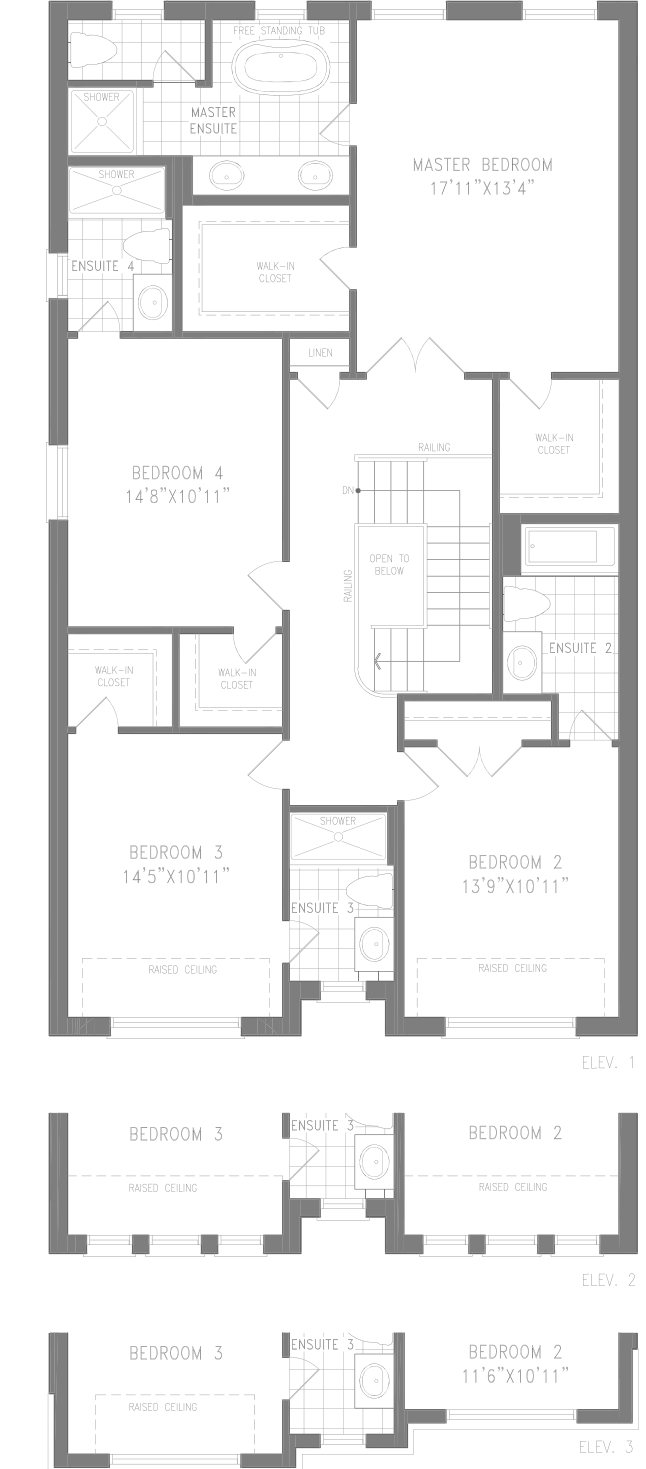 FREE STANDING TUB
SHOWER
MASTER
ENSUITE
MASTER BEDROOM
17'11"X13'4"
SHOWER
ENSUITE 4
WALK-IN
CLOSET
LINEN
WALK-IN
CLOSET
RAILING
BEDROOM 4
14'8"X10'11"
DN
OPEN TO
BELOW
RAILING
ENSUITE 2
WALK-IN
CLOSET
WALK-IN
CLOSET
SHOWER
BEDROOM 3
14'5"X10'11"
BEDROOM 2
13'9"X10'11"
ENSUITE 3
RAISED CEILING
RAISED CEILING
ELEV. 1
ENSUITE 3
BEDROOM 3
BEDROOM 2
RAISED CEILING
RAISED CEILING
ELEV. 2
ENSUITE 3
BEDROOM 3
BEDROOM 2
11'6"X10'11"
RAISED CEILING
ELEV. 3